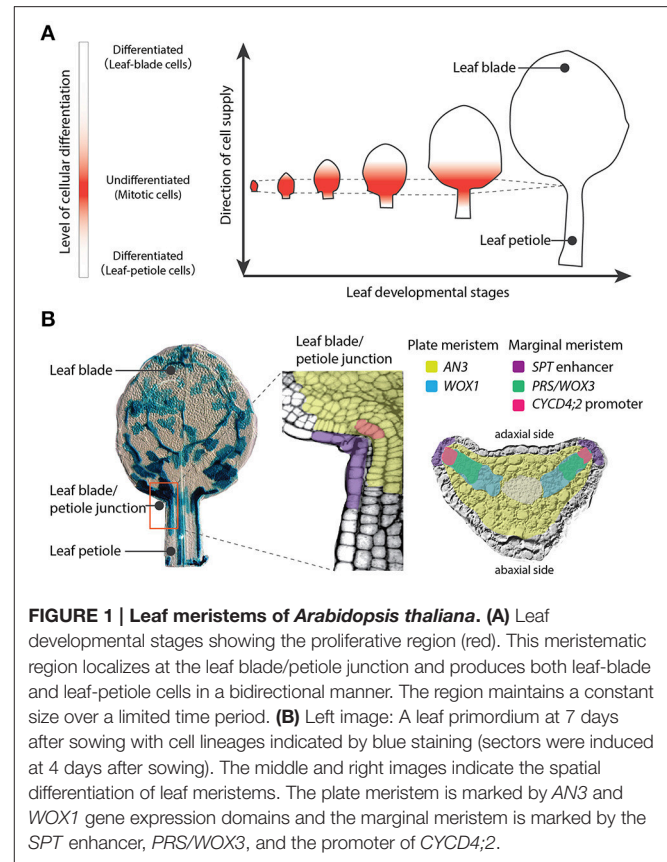 A
Differentiated
(Leaf-blade cells)
Undifferentiated
(Mitotic cells)
Differentiated
(Leaf-petiole cells)
Level of cellular differentiation
Direction of cell supply
Leaf blade
Leaf petiole
Leaf developmental stages
B
Leaf blade
Leaf blade/
petiole junction
Leaf petiole
Leaf blade/
petiole junction
Plate meristem
AN3
WOX1
Marginal meristem
SPT enhancer
PRS/WOX3
CYCD4;2 promoter
adaxial side
abaxial side
FIGURE 1 | Leaf meristems of Arabidopsis thaliana. (A) Leaf
developmental stages showing the proliferative region (red). This meristematic
region localizes at the leaf blade/petiole junction and produces both leaf-blade
and leaf-petiole cells in a bidirectional manner. The region maintains a constant
size over a limited time period. (B) Left image: A leaf primordium at 7 days
after sowing with cell lineages indicated by blue staining (sectors were induced
at 4 days after sowing). The middle and right images indicate the spatial
differentiation of leaf meristems. The plate meristem is marked by AN3 and
WOX1 gene expression domains and the marginal meristem is marked by the
SPT enhancer, PRS/WOX3, and the promoter of CYCD4;2.